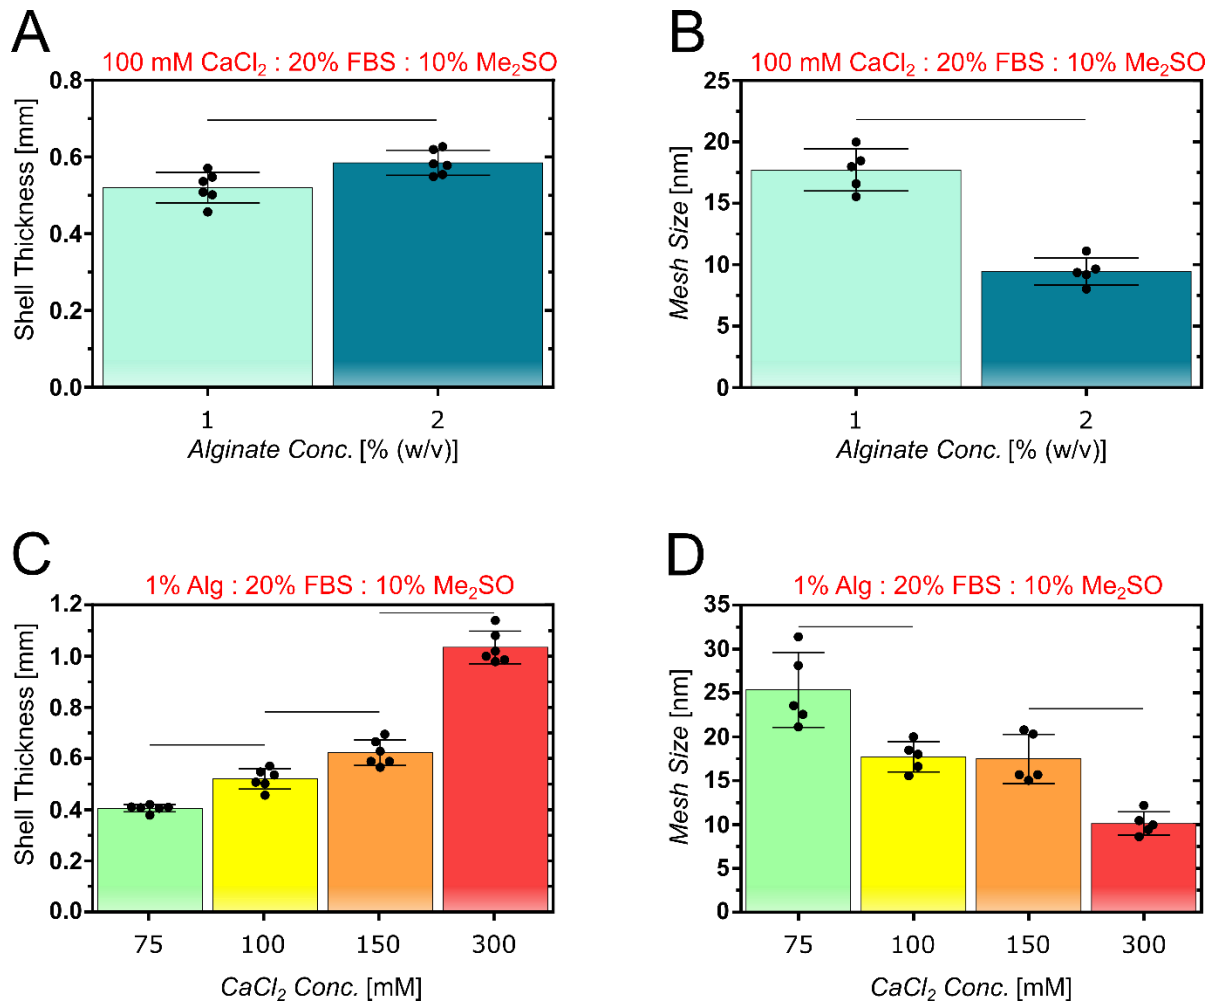 A
100 mM CaCl₂ : 20% FBS : 10% Me₂SO
Shell Thickness [mm]
0.8
0.6
0.4
0.2
0.0
1 2
Alginate Conc. [% (w/v)]
B
100 mM CaCl₂ : 20% FBS : 10% Me₂SO
Mesh Size [nm]
25
20
15
10
5
0
1 2
Alginate Conc. [% (w/v)]
C
1% Alg : 20% FBS : 10% Me₂SO
Shell Thickness [mm]
1.2
1.0
0.8
0.6
0.4
0.2
0.0
75 100 150 300
CaCl₂ Conc. [mM]
D
1% Alg : 20% FBS : 10% Me₂SO
Mesh Size [nm]
35
30
25
20
15
10
5
0
75 100 150 300
CaCl₂ Conc. [mM]